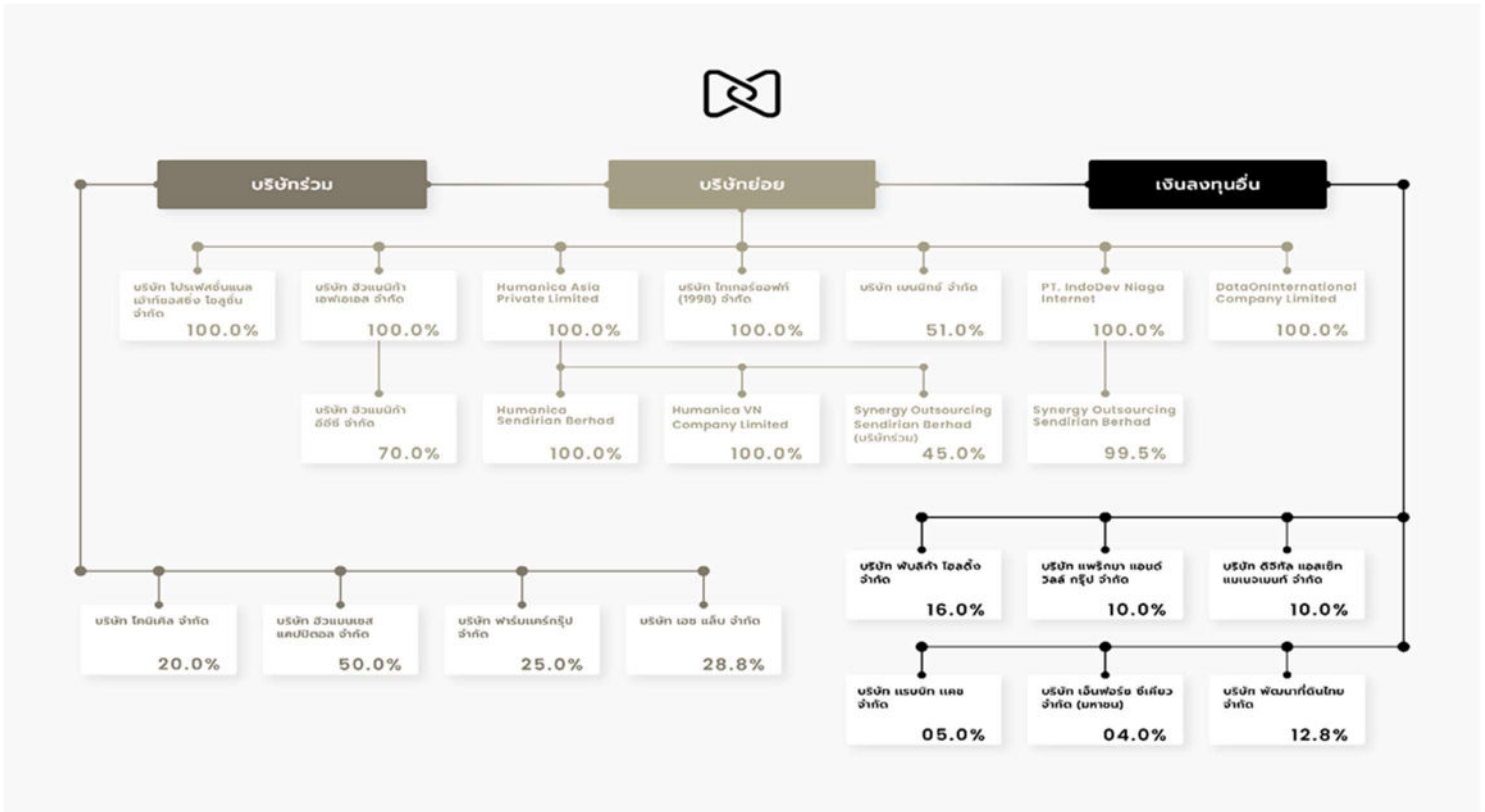 บริษัทร่วม
บริษัทย่อย
เงินลงทุนอื่น
บริษัท โปรเฟสชั่นแนล
เอ้าท์ซอสซิ่ง โซลูชั่น
จำกัด
100.0%
บริษัท ฮิวแมนิก้า
เอฟเอเอส จำกัด
100.0%
Humanica Asia
Private Limited
100.0%
บริษัท ไทเกอร์ซอฟท์
(1998) จำกัด
100.0%
บริษัท เบนนิกซ์ จำกัด
51.0%
PT. IndoDev Niaga
Internet
100.0%
DataOnInternational
Company Limited
100.0%
บริษัท ฮิวแมนิก้า
อีอีซี จำกัด
70.0%
Humanica
Sendirian Berhad
100.0%
Humanica VN
Company Limited
100.0%
Synergy Outsourcing
Sendirian Berhad
(บริษัทร่วม)
45.0%
Synergy Outsourcing
Sendirian Berhad
99.5%
บริษัท โคนิเคิล จำกัด
20.0%
บริษัท ฮิวแมนเซส
แคปปิตอล จำกัด
50.0%
บริษัท ฟาร์มแคร์กรุ๊ป
จำกัด
25.0%
บริษัท เอช แล็บ จำกัด
28.8%
บริษัท พับลิก้า โฮลดิ้ง
จำกัด
16.0%
บริษัท แพร็กมา แอนด์
วิลล์ กรุ๊ป จำกัด
10.0%
บริษัท ดิจิทัล แอสเซ็ท
แมเนจเมนท์ จำกัด
10.0%
บริษัท แรบบิท แคช
จำกัด
05.0%
บริษัท เอ็นฟอร์ซ ซีเคียว
จำกัด (มหาชน)
04.0%
บริษัท พัฒนาที่ดินไทย
จำกัด
12.8%